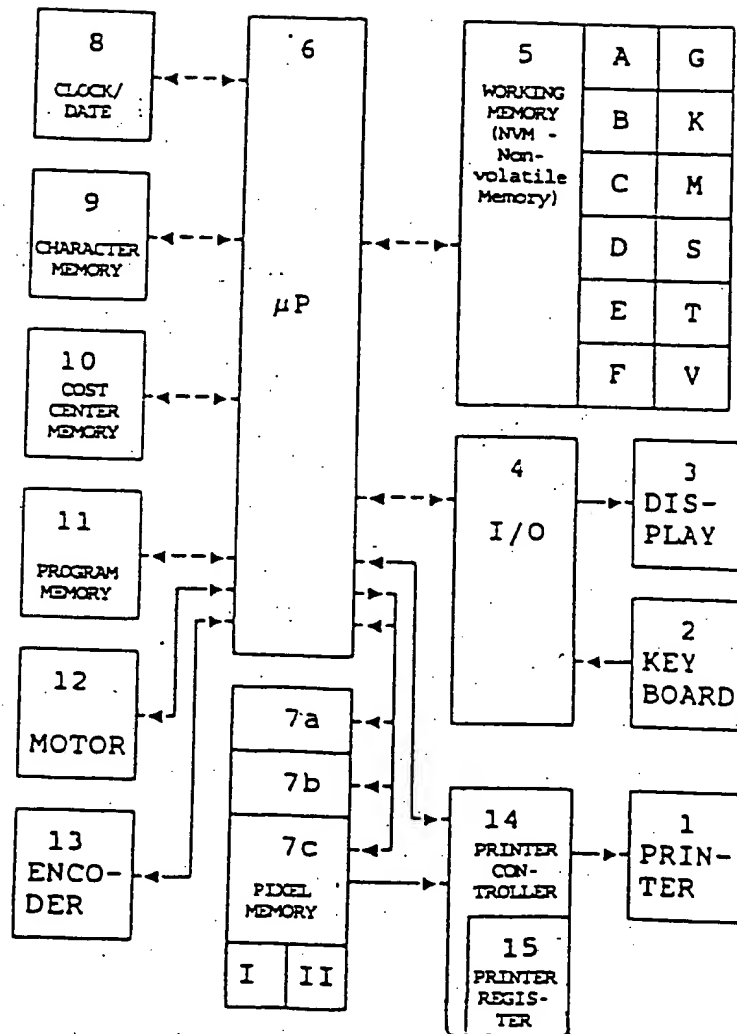 8
CLOCK/
DATE
6
μP
5
WORKING
MEMORY
(NVM -
Non-
volatile
Memory)
A
G
B
K
C
M
D
S
E
T
F
V
9
CHARACTER
MEMORY
10
COST
CENTER
MEMORY
11
PROGRAM
MEMORY
4
I/O
3
DIS-
PLAY
2
KEY
BOARD
12
MOTOR
13
ENCO-
DER
7a
7b
7c
PIXEL
MEMORY
I
II
14
PRINTER
CON-
TROLLER
15
PRINTER
REGIS-
TER
1
PRIN-
TER